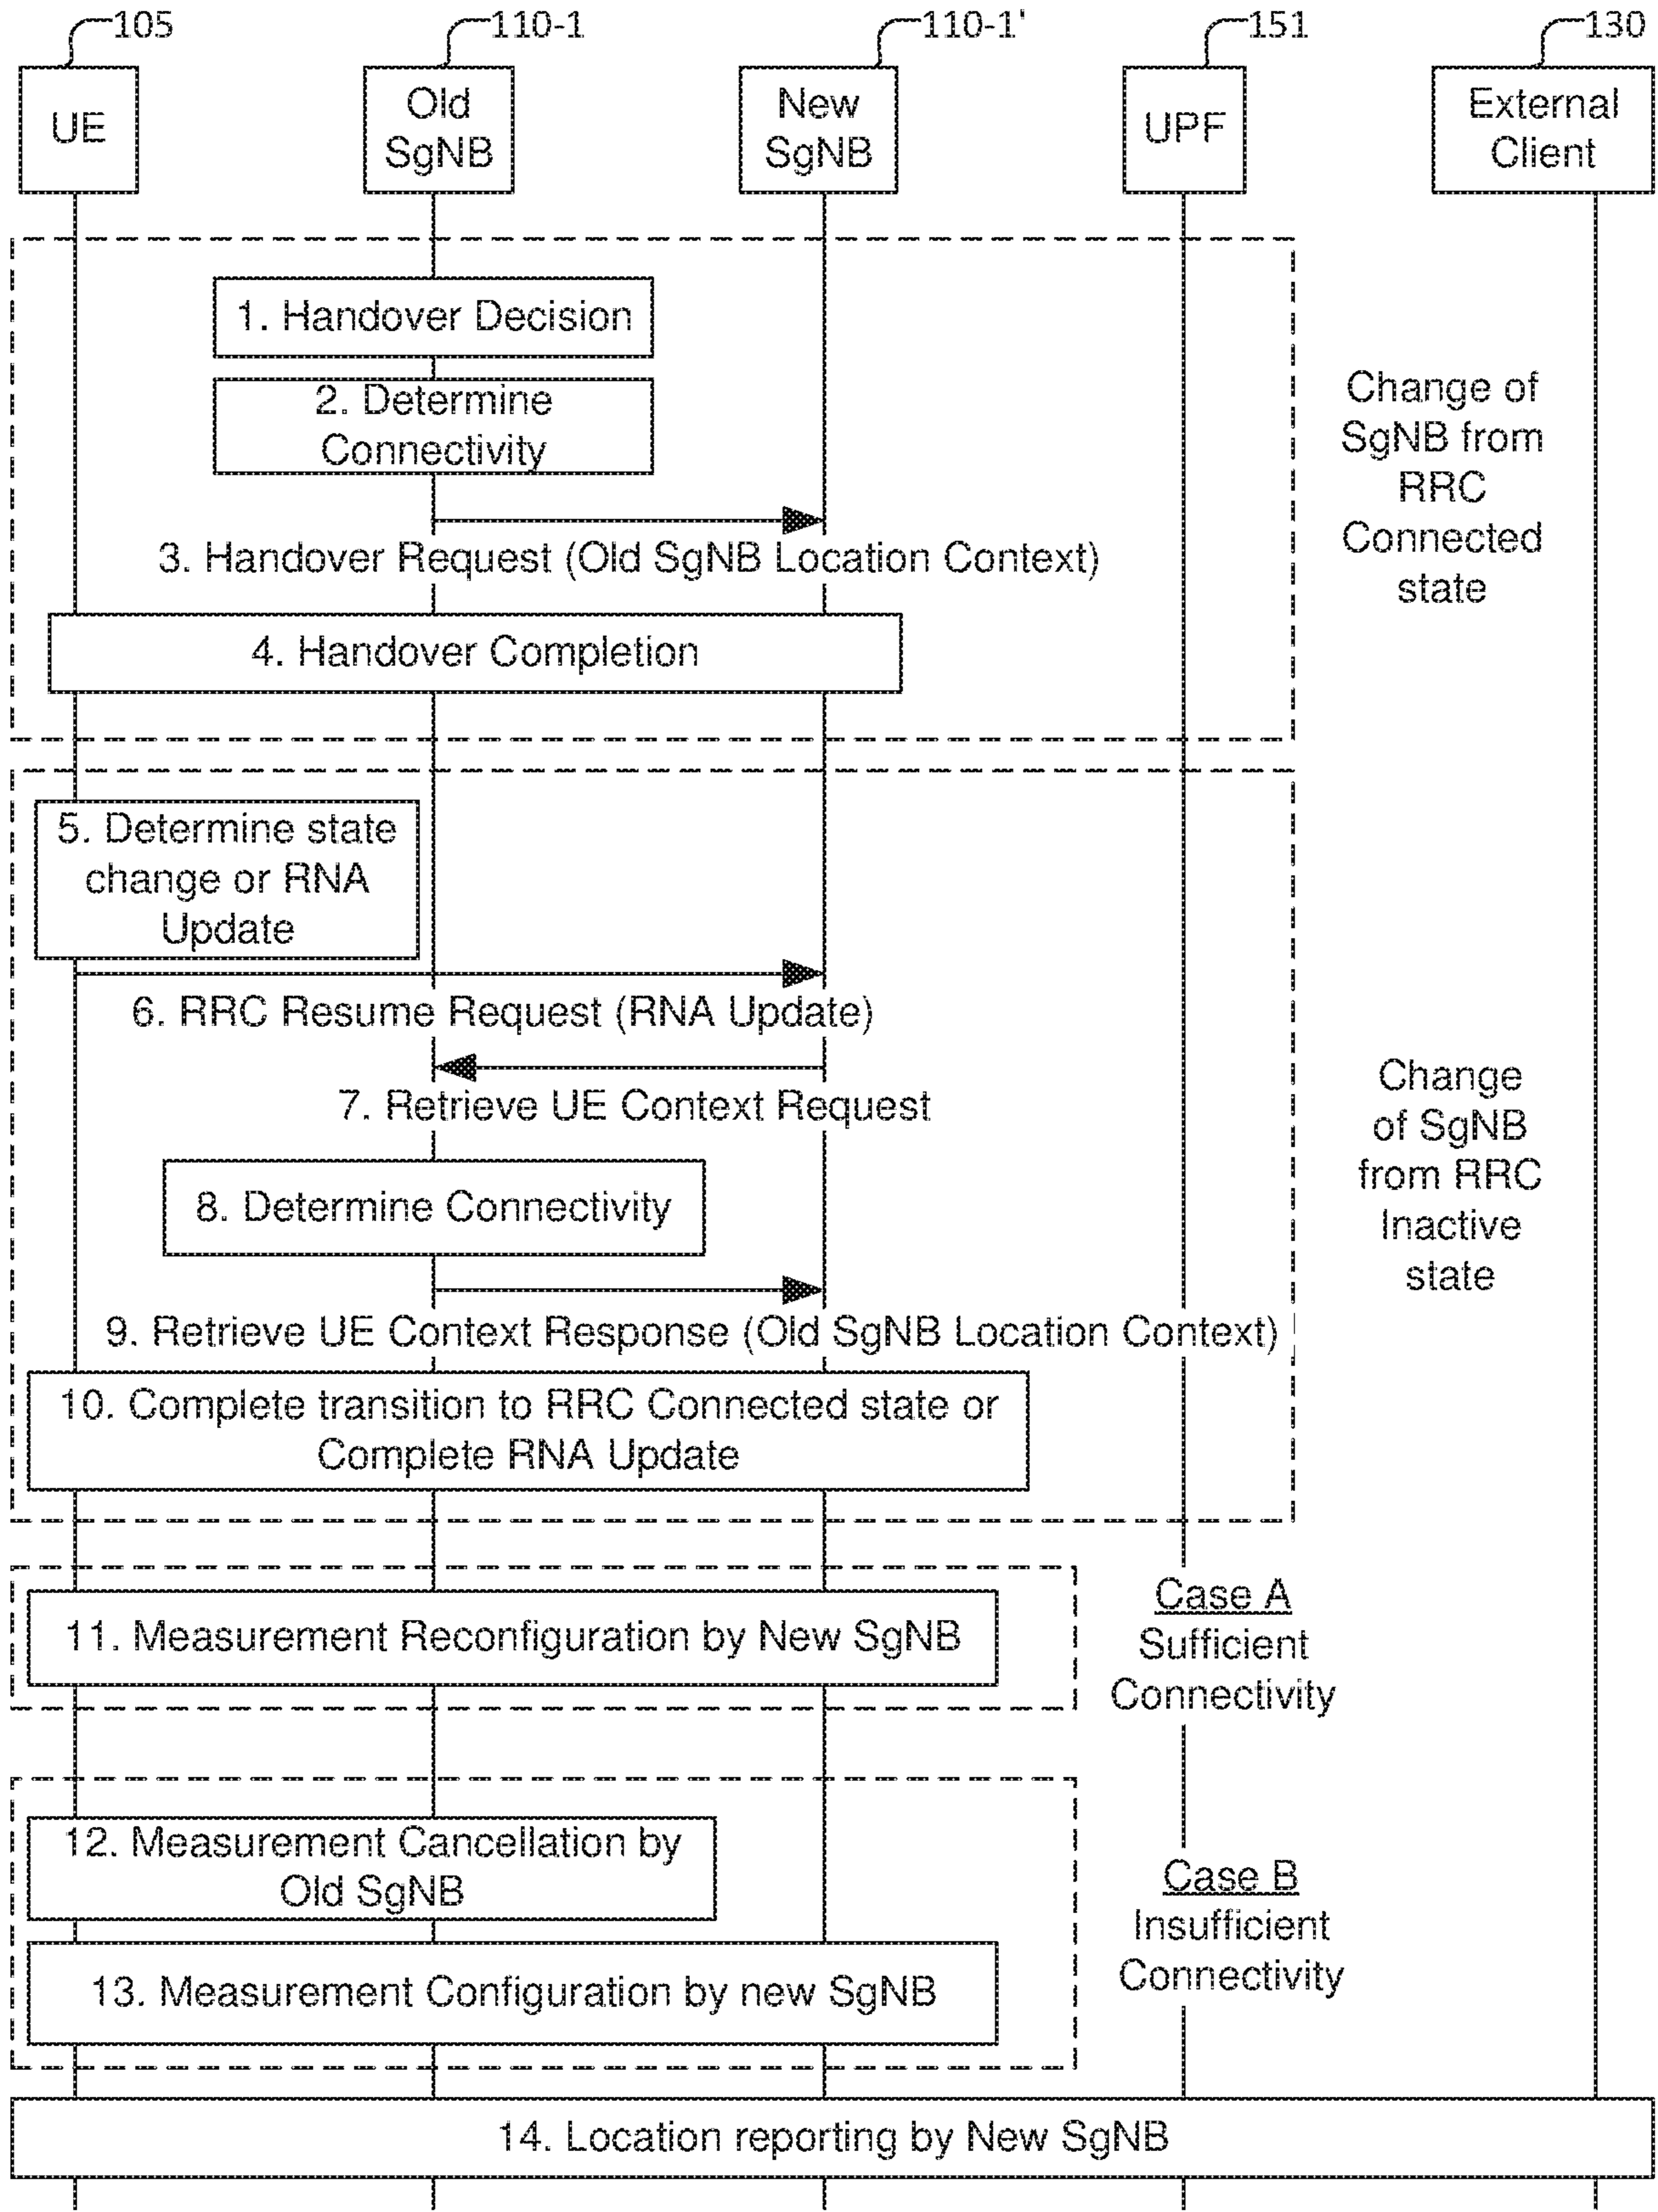 105
110-1
110-1'
151
130
UE
Old
SgNB
New
SgNB
UPF
External
Client
1. Handover Decision
2. Determine
Connectivity
3. Handover Request (Old SgNB Location Context)
4. Handover Completion
Change of
SgNB from
RRC
Connected
state
5. Determine state
change or RNA
Update
6. RRC Resume Request (RNA Update)
7. Retrieve UE Context Request
8. Determine Connectivity
9. Retrieve UE Context Response (Old SgNB Location Context)
10. Complete transition to RRC Connected state or
Complete RNA Update
Change
of SgNB
from RRC
Inactive
state
11. Measurement Reconfiguration by New SgNB
Case A
Sufficient
Connectivity
12. Measurement Cancellation by
Old SgNB
13. Measurement Configuration by new SgNB
Case B
Insufficient
Connectivity
14. Location reporting by New SgNB